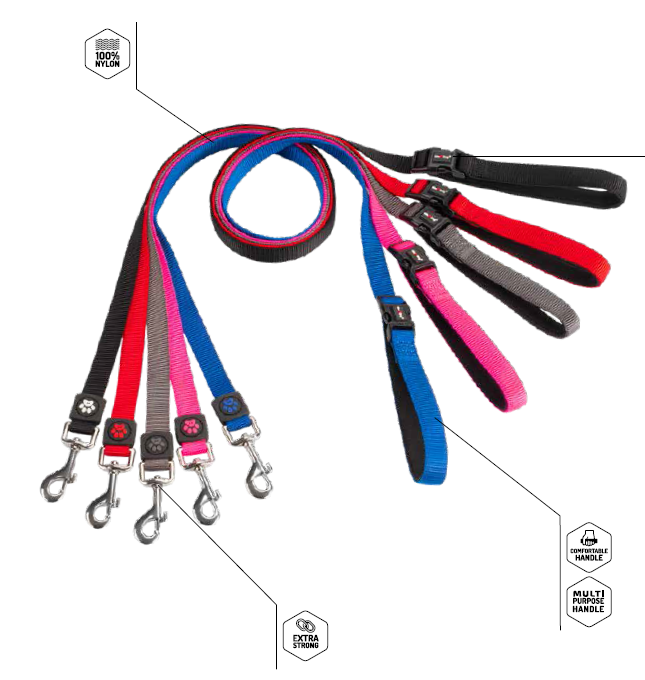 100%
NYLON
COMFORTABLE
HANDLE
MULTI
PURPOSE
HANDLE
EXTRA
STRONG